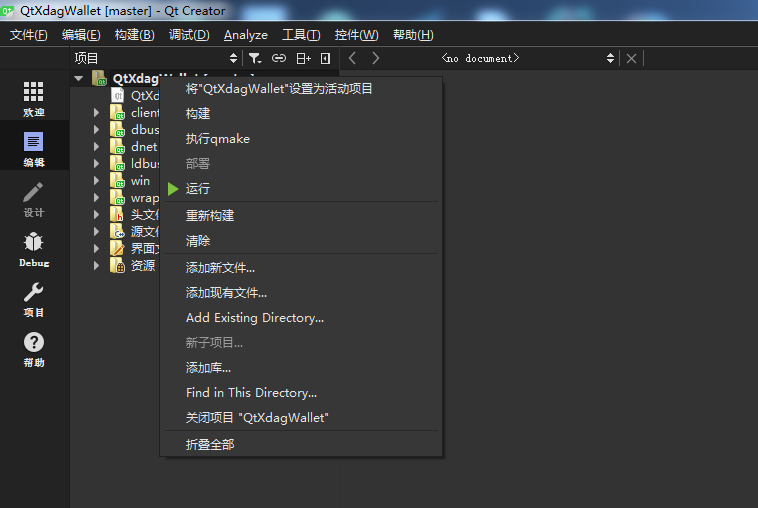 QtXdagWallet [master] - Qt Creator
文件(F) 编辑(E) 构建(B) 调试(D) Analyze 工具(T) 控件(W) 帮助(H)
项目 <no document>
欢迎
编辑
设计
Debug
项目
帮助
QtXdagWallet [master]
QtXd
client
dbus
dnet
ldbus
win
wrap
头文件
源文件
界面文
资源
将"QtXdagWallet"设置为活动项目
构建
执行qmake
部署
运行
重新构建
清除
添加新文件...
添加现有文件...
Add Existing Directory...
新子项目...
添加库...
Find in This Directory...
关闭项目 "QtXdagWallet"
折叠全部